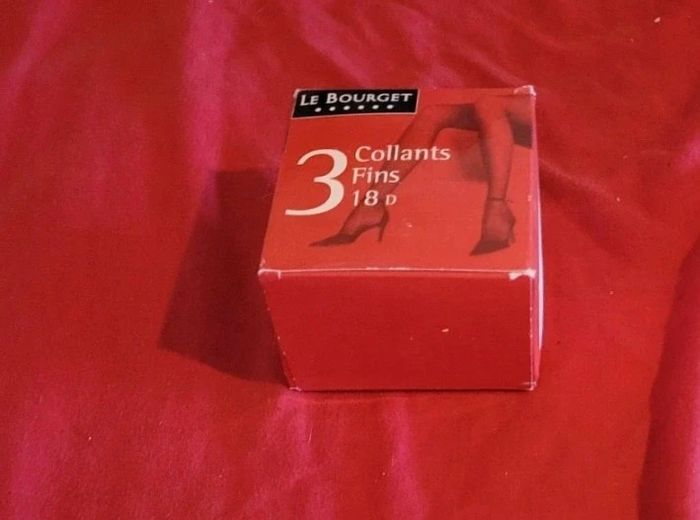 LE BOURGET
3 Collants
Fins
18 D